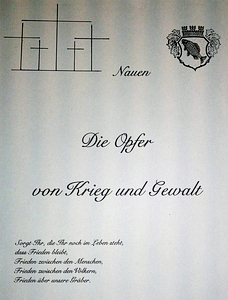 Nauen
Die Opfer
von Krieg und Gewalt
Sorgt Ihr, die Ihr noch im Leben steht,
dass Frieden bleibt,
Frieden zwischen den Menschen,
Frieden zwischen den Völkern,
Frieden über unsere Gräber.